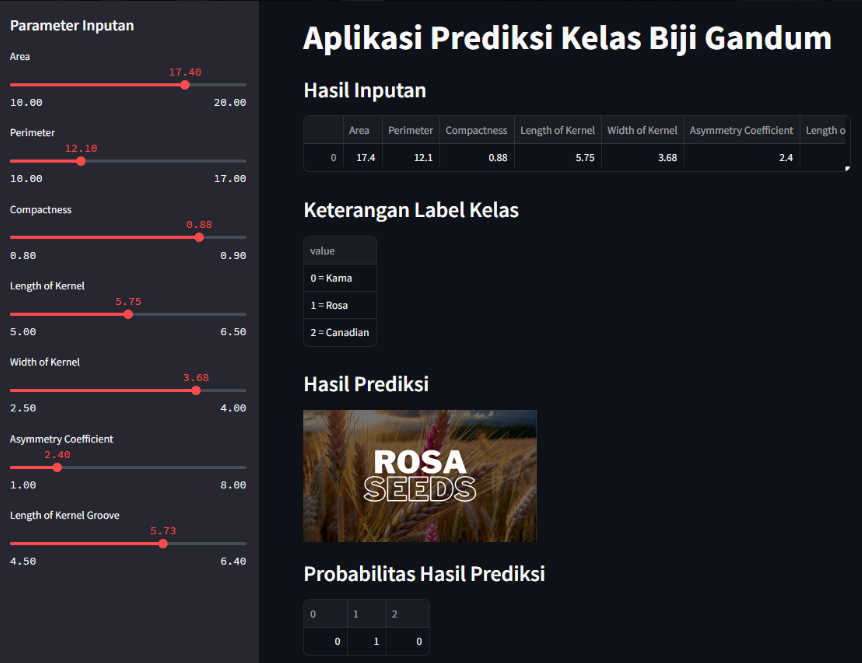 Parameter Inputan
Area
17.40
10.00 20.00
Perimeter
12.10
10.00 17.00
Compactness
0.88
0.80 0.90
Length of Kernel
5.75
5.00 6.50
Width of Kernel
3.68
2.50 4.00
Asymmetry Coefficient
2.40
1.00 8.00
Length of Kernel Groove
5.73
4.50 6.40
Aplikasi Prediksi Kelas Biji Gandum
Hasil Inputan
Area Perimeter Compactness Length of Kernel Width of Kernel Asymmetry Coefficient Length o
0 17.4 12.1 0.88 5.75 3.68 2.4
Keterangan Label Kelas
value
0 = Kama
1 = Rosa
2 = Canadian
Hasil Prediksi
ROSA
SEEDS
Probabilitas Hasil Prediksi
0 1 2
0 1 0